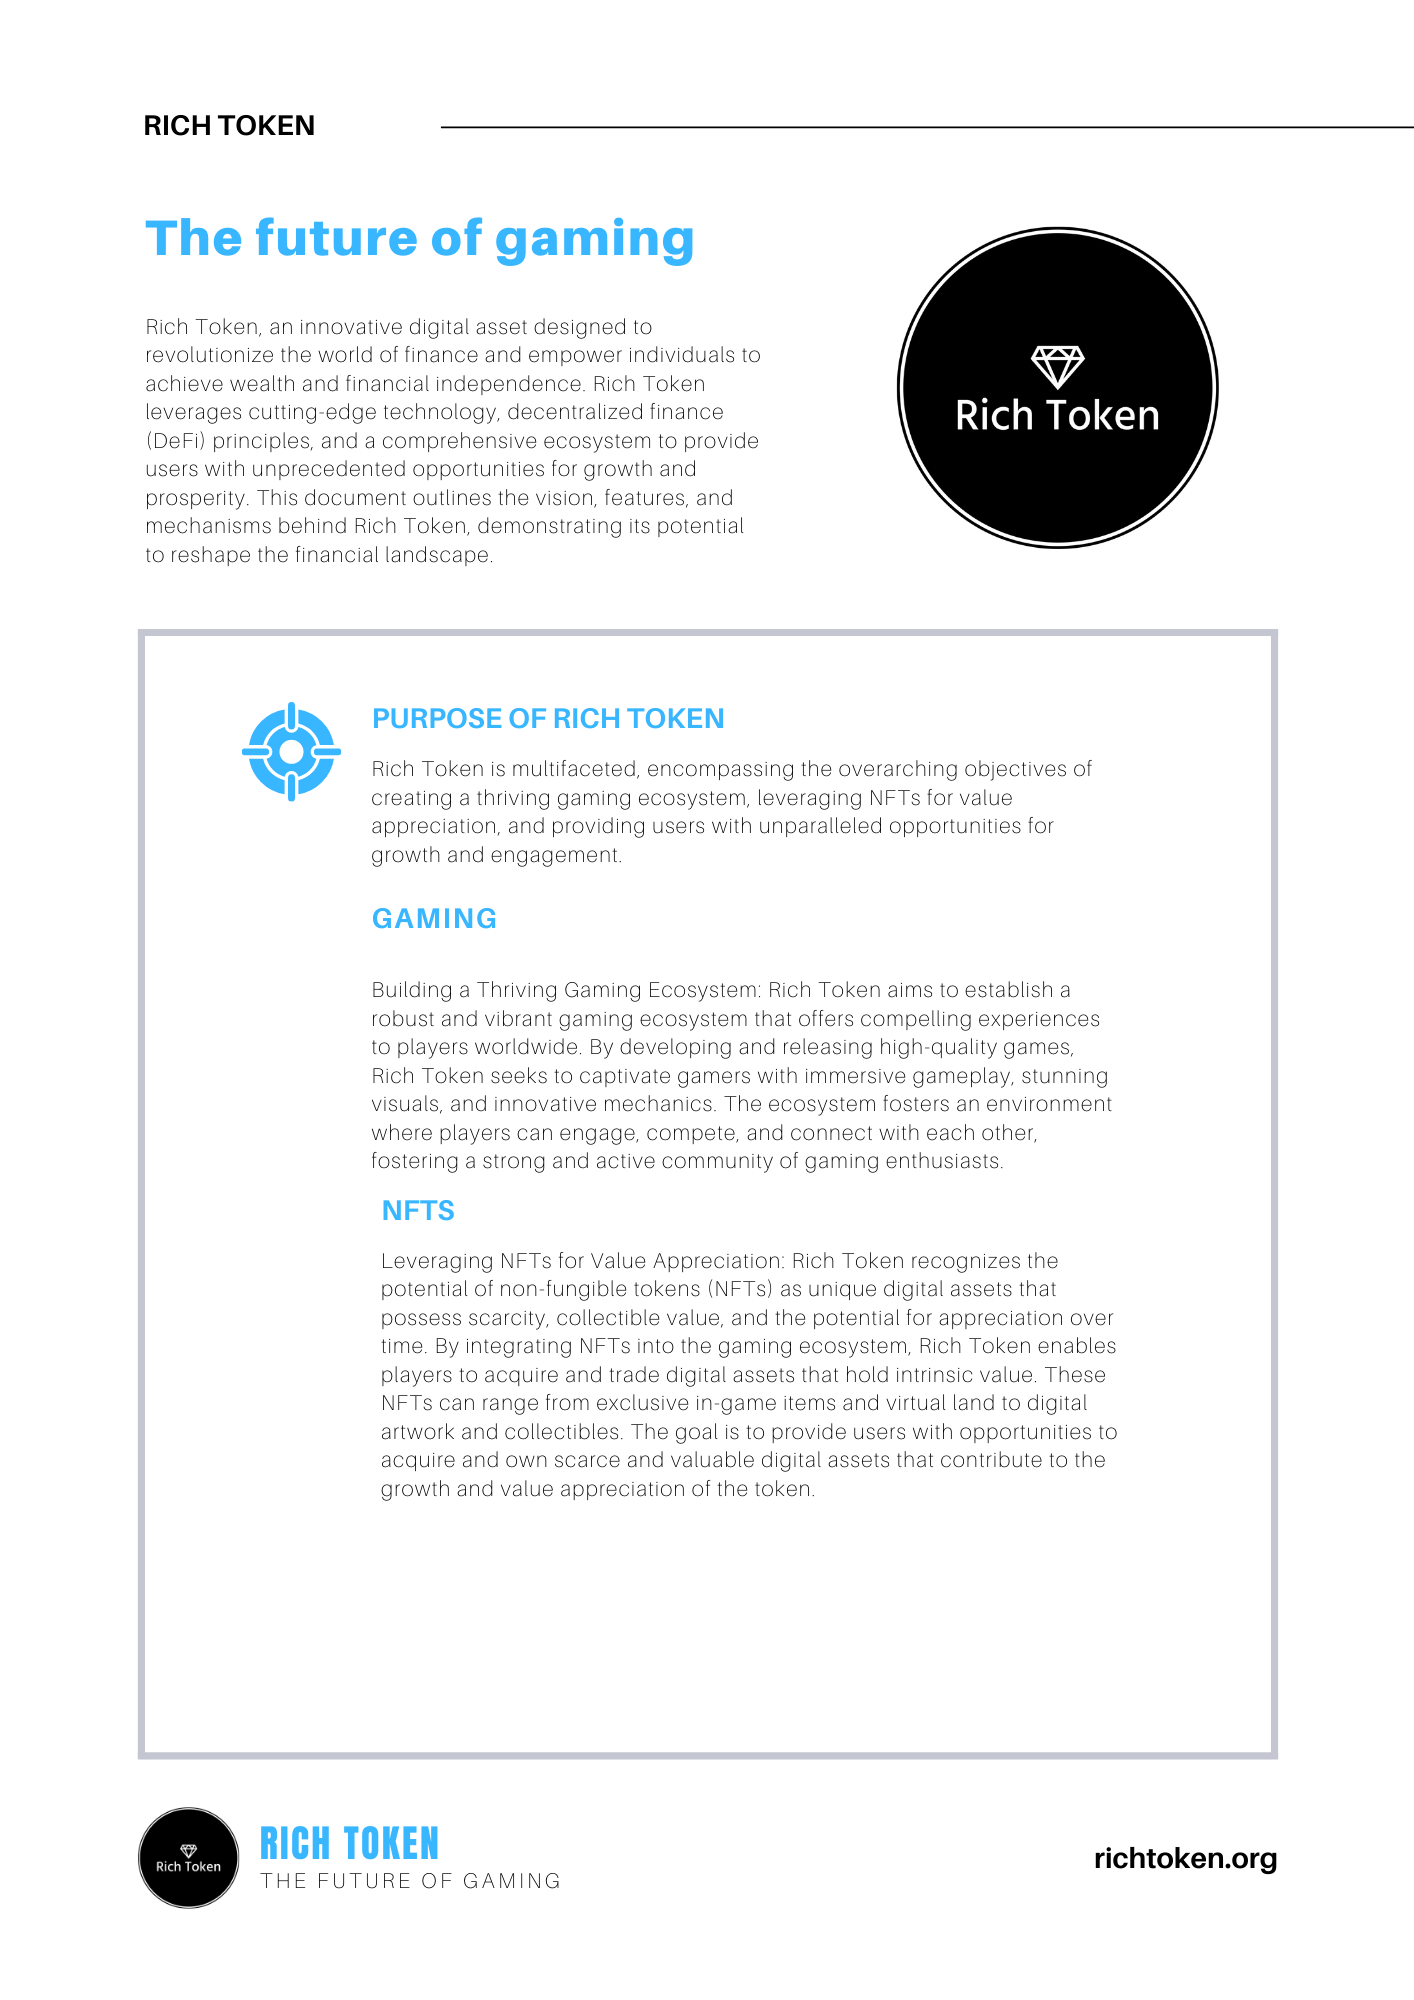 RICH TOKEN
The future of gaming
Rich Token, an innovative digital asset designed to
revolutionize the world of finance and empower individuals to
achieve wealth and financial independence. Rich Token
leverages cutting-edge technology, decentralized finance
(DeFi) principles, and a comprehensive ecosystem to provide
users with unprecedented opportunities for growth and
prosperity. This document outlines the vision, features, and
mechanisms behind Rich Token, demonstrating its potential
to reshape the financial landscape.
Rich Token
PURPOSE OF RICH TOKEN
Rich Token is multifaceted, encompassing the overarching objectives of
creating a thriving gaming ecosystem, leveraging NFTs for value
appreciation, and providing users with unparalleled opportunities for
growth and engagement.
GAMING
Building a Thriving Gaming Ecosystem: Rich Token aims to establish a
robust and vibrant gaming ecosystem that offers compelling experiences
to players worldwide. By developing and releasing high-quality games,
Rich Token seeks to captivate gamers with immersive gameplay, stunning
visuals, and innovative mechanics. The ecosystem fosters an environment
where players can engage, compete, and connect with each other,
fostering a strong and active community of gaming enthusiasts.
NFTS
Leveraging NFTs for Value Appreciation: Rich Token recognizes the
potential of non-fungible tokens (NFTs) as unique digital assets that
possess scarcity, collectible value, and the potential for appreciation over
time. By integrating NFTs into the gaming ecosystem, Rich Token enables
players to acquire and trade digital assets that hold intrinsic value. These
NFTs can range from exclusive in-game items and virtual land to digital
artwork and collectibles. The goal is to provide users with opportunities to
acquire and own scarce and valuable digital assets that contribute to the
growth and value appreciation of the token.
Rich Token
RICH TOKEN
THE FUTURE OF GAMING
richtoken.org